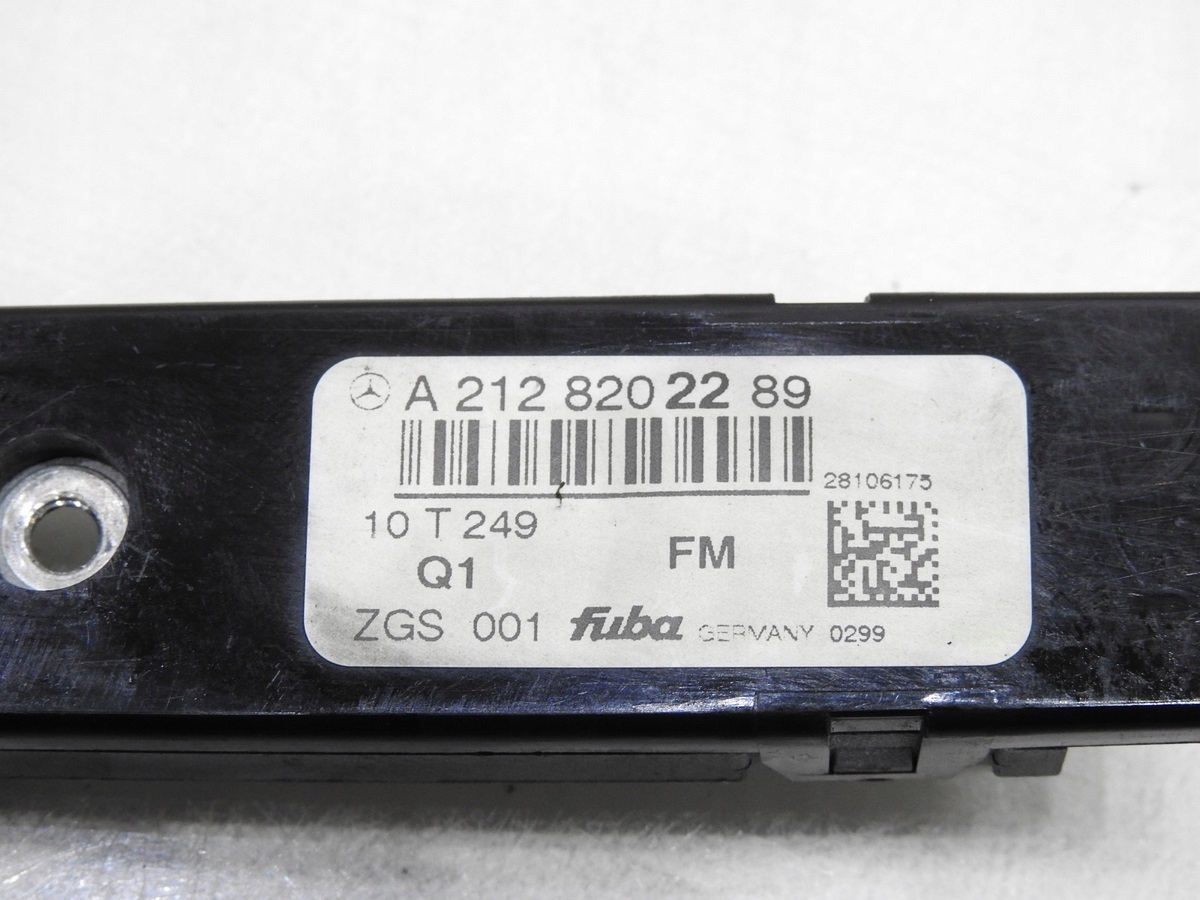 A 212 820 22 89
28106175
10 T 249
Q1
FM
ZGS 001 fuba GERMANY 0299